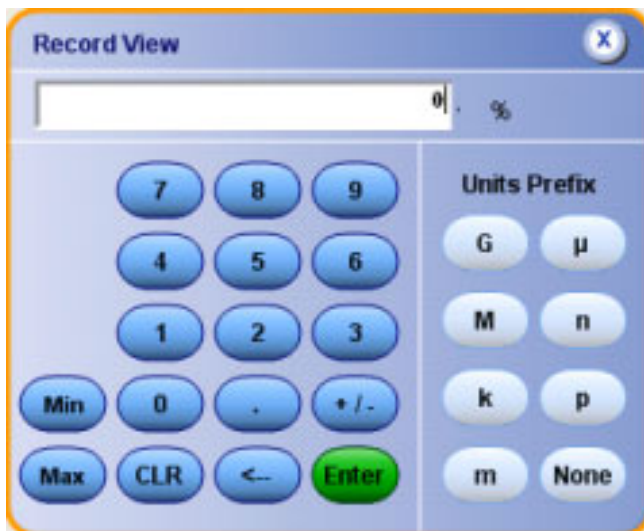 Record View X
0 . %
7 8 9 Units Prefix
4 5 6 G µ
1 2 3 M n
Min 0 . + / - k p
Max CLR <-- Enter m None